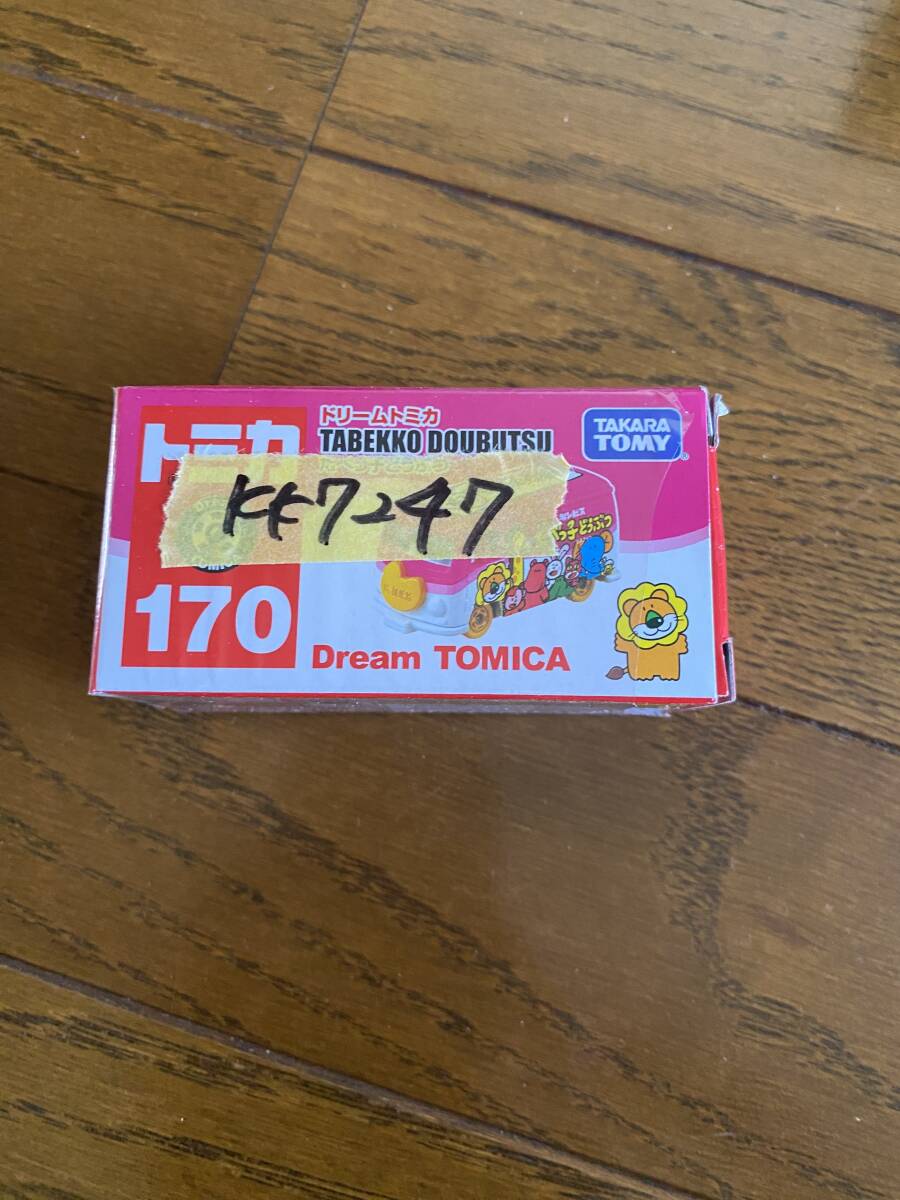 ドリームトミカ
TABEKKO DOUBUTSU
TAKARA
TOMY
トミカ
KK7247
170
Dream TOMICA